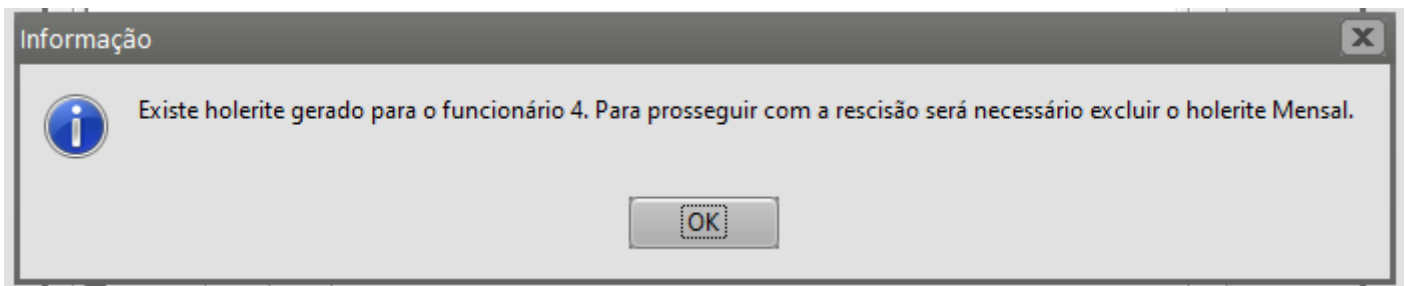 Informação
Existe holerite gerado para o funcionário 4. Para prosseguir com a rescisão será necessário excluir o holerite Mensal.
OK